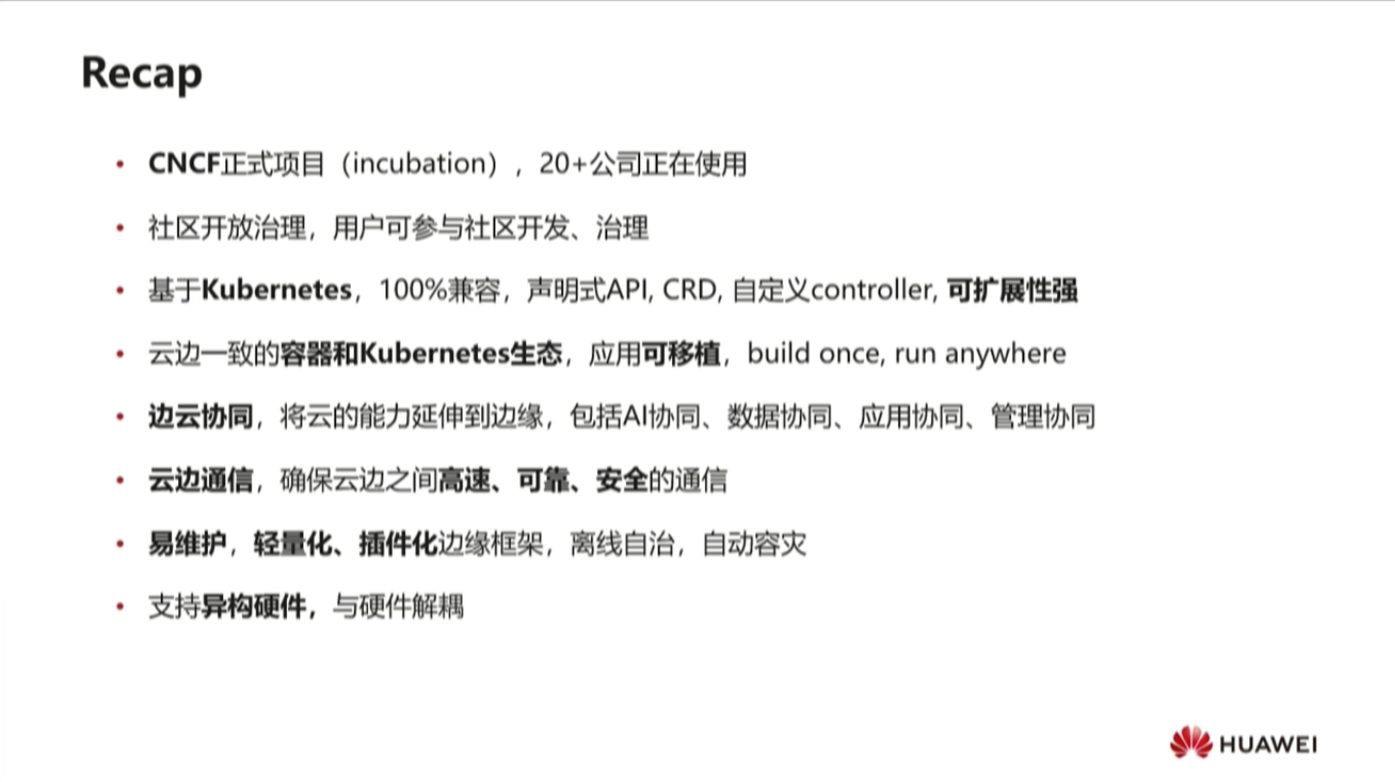 Recap
• CNCF正式项目（incubation），20+公司正在使用
• 社区开放治理，用户可参与社区开发、治理
• 基于Kubernetes，100%兼容，声明式API, CRD, 自定义controller, 可扩展性强
• 云边一致的容器和Kubernetes生态，应用可移植，build once, run anywhere
• 边云协同，将云的能力延伸到边缘，包括AI协同、数据协同、应用协同、管理协同
• 云边通信，确保云边之间高速、可靠、安全的通信
• 易维护，轻量化、插件化边缘框架，离线自治，自动容灾
• 支持异构硬件，与硬件解耦
HUAWEI